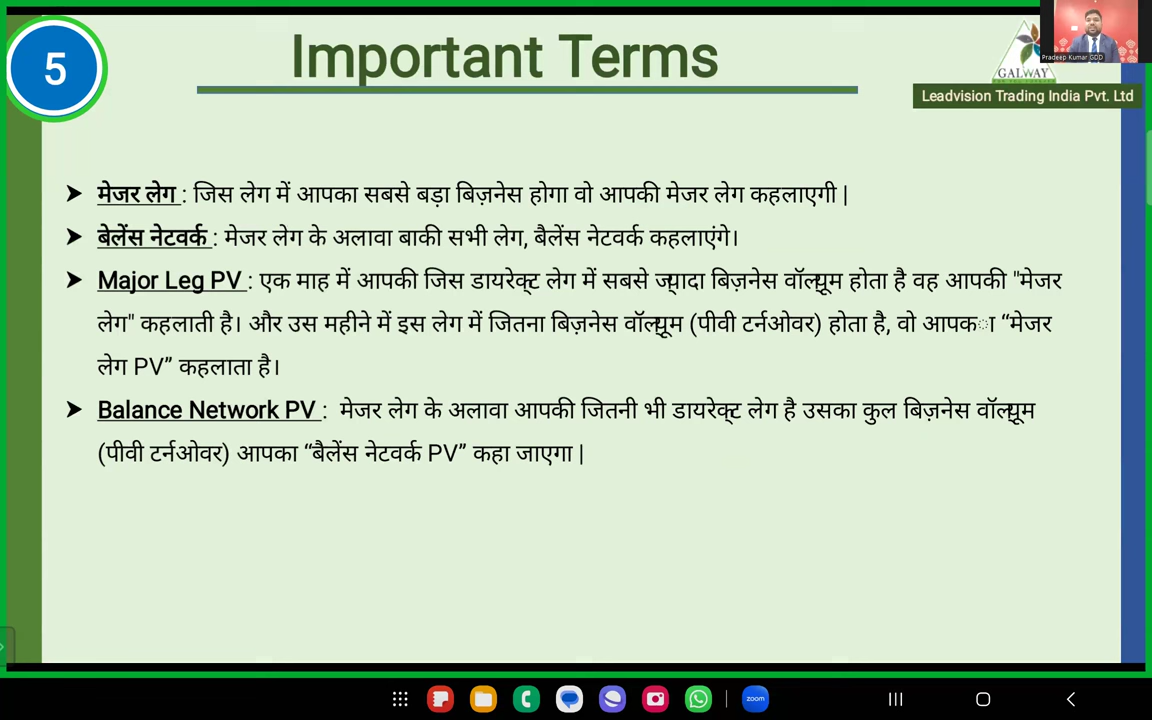 5
Important Terms
GALWAY
Pradeep Kumar GDD
Leadvision Trading India Pvt. Ltd
➤ मेजर लेग : जिस लेग में आपका सबसे बड़ा बिज़नेस होगा वो आपकी मेजर लेग कहलाएगी |
➤ बेलेंस नेटवर्क : मेजर लेग के अलावा बाकी सभी लेग, बैलेंस नेटवर्क कहलाएंगे।
➤ Major Leg PV : एक माह में आपकी जिस डायरेक्ट लेग में सबसे ज्यादा बिज़नेस वॉल्यूम होता है वह आपकी "मेजर
लेग" कहलाती है। और उस महीने में इस लेग में जितना बिज़नेस वॉल्यूम (पीवी टर्नओवर) होता है, वो आपका “मेजर
लेग PV” कहलाता है।
➤ Balance Network PV : मेजर लेग के अलावा आपकी जितनी भी डायरेक्ट लेग है उसका कुल बिज़नेस वॉल्यूम
(पीवी टर्नओवर) आपका “बैलेंस नेटवर्क PV” कहा जाएगा |
zoom